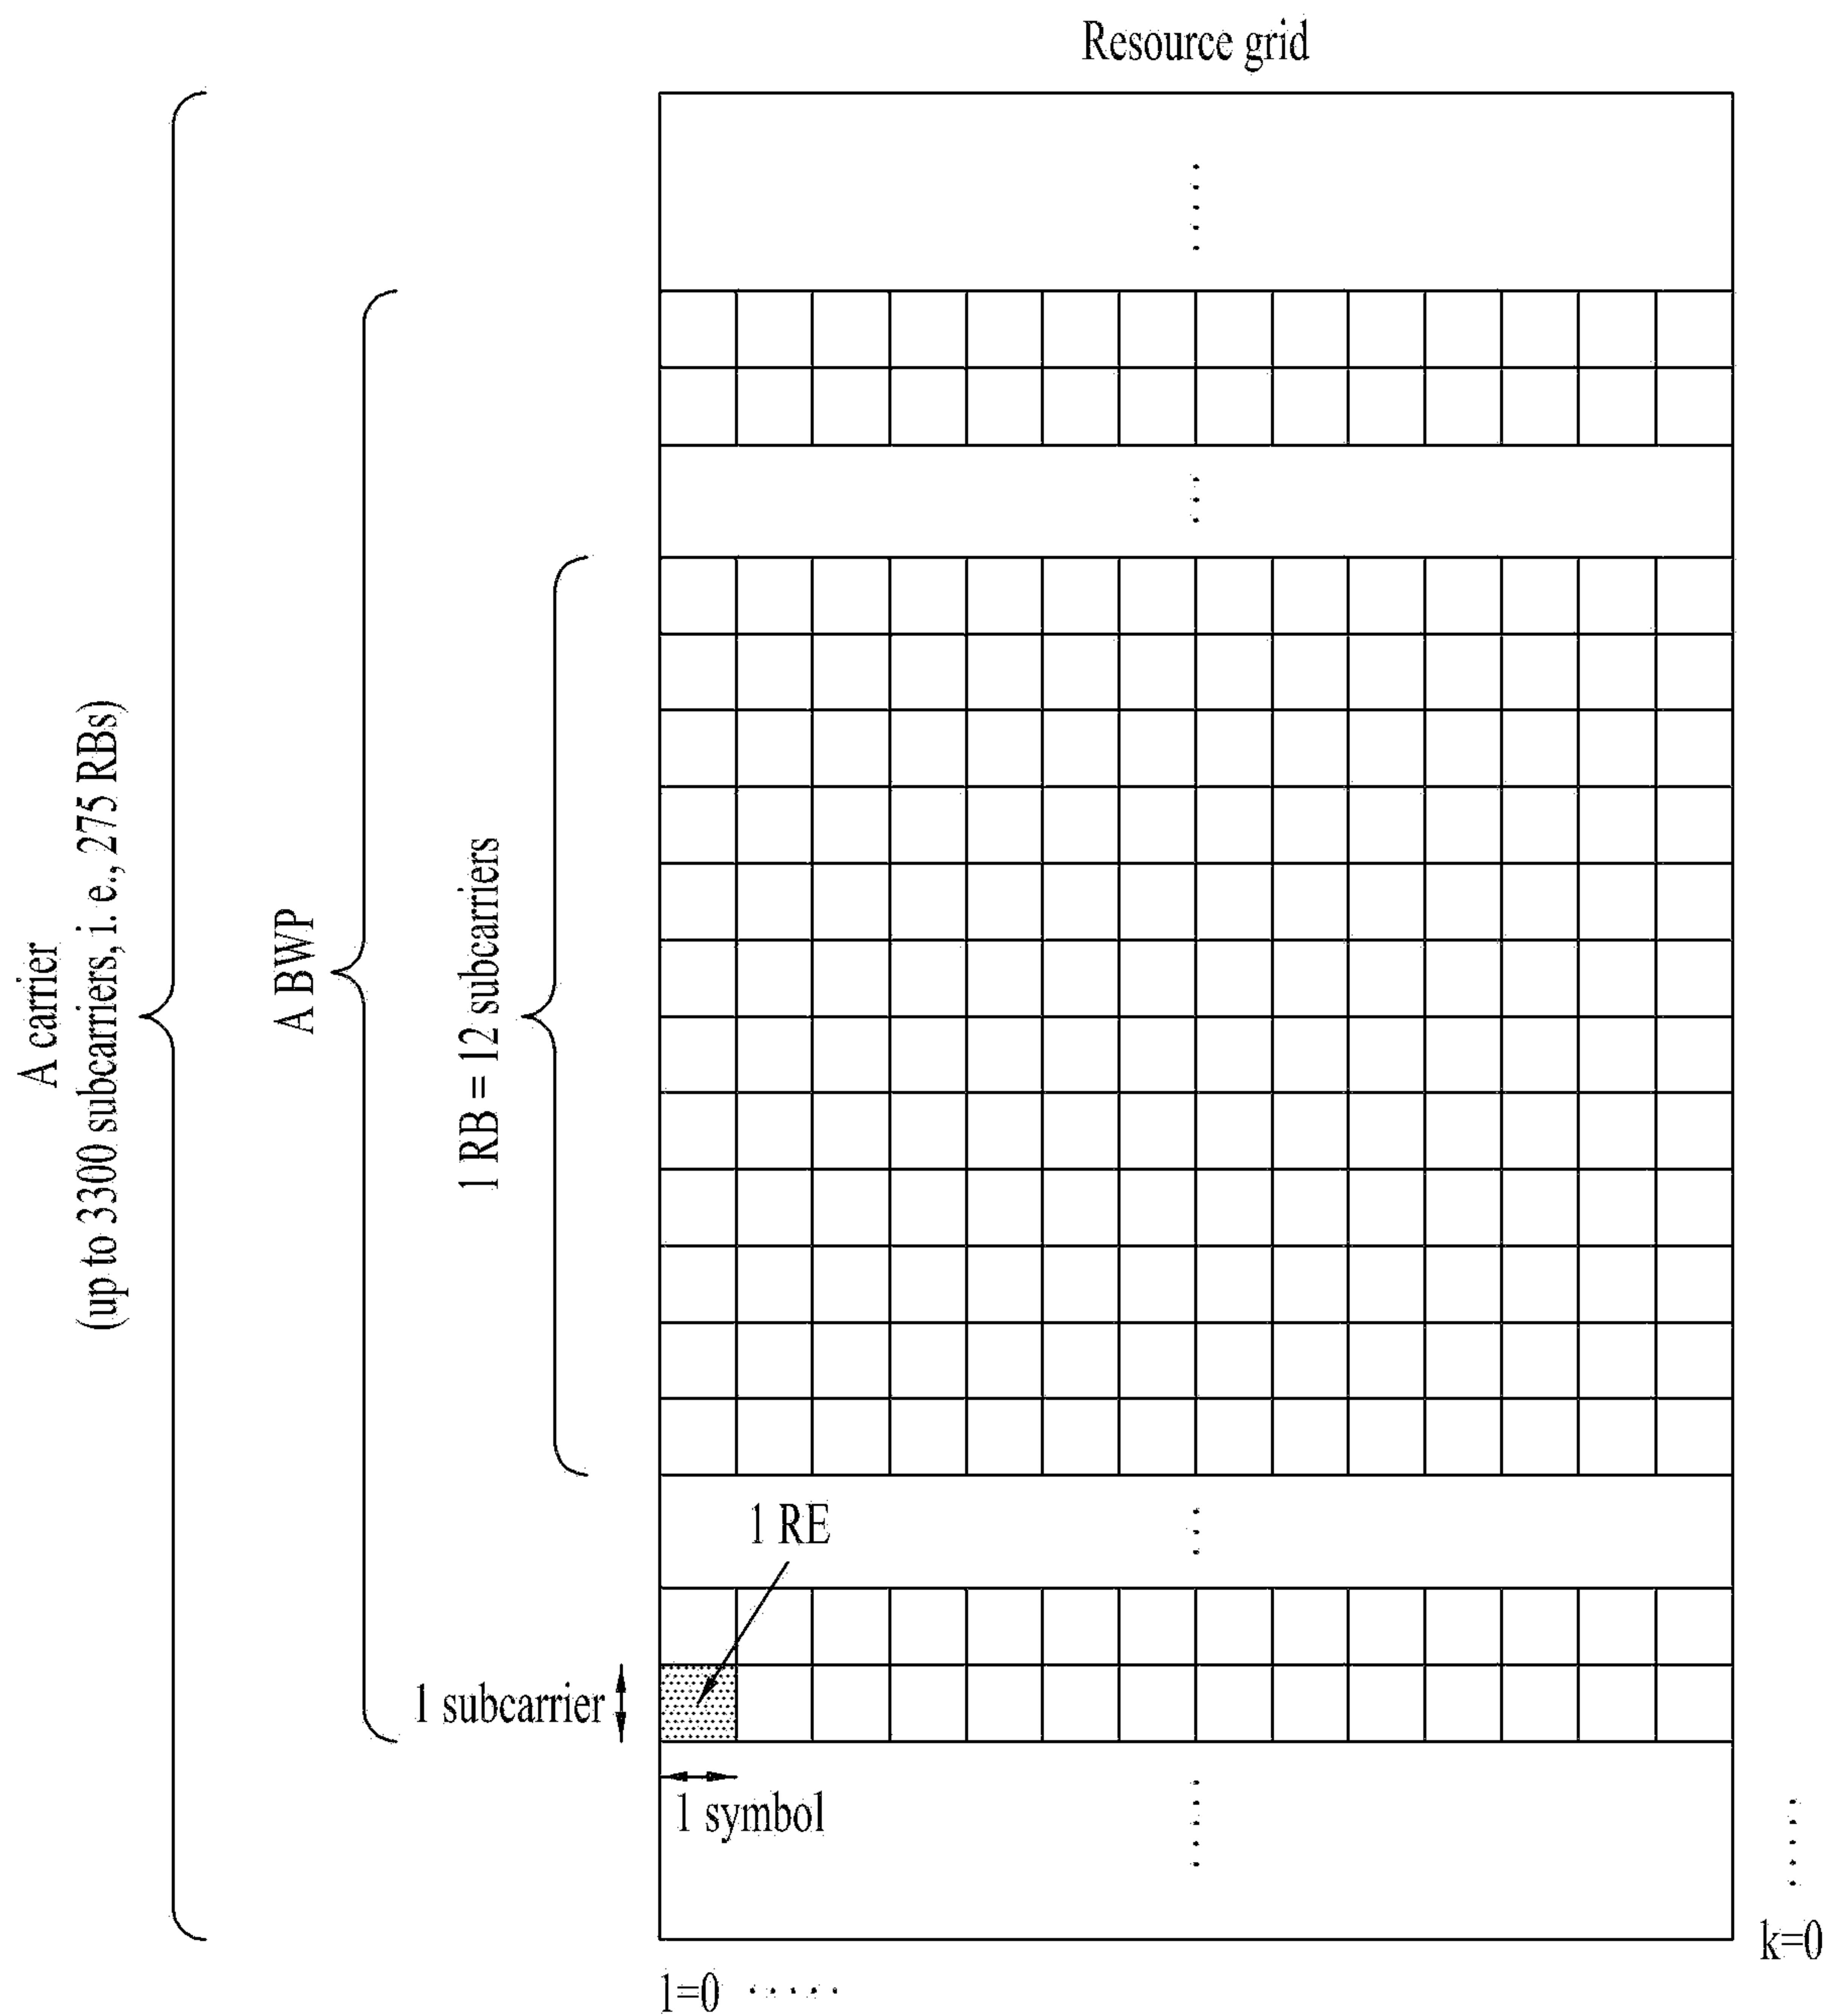 Resource grid
A carrier
(up to 3300 subcarriers, i. e., 275 RBs)
A BWP
1 RB = 12 subcarriers
1 RE
1 subcarrier
1 symbol
k=0
l=0 ·····